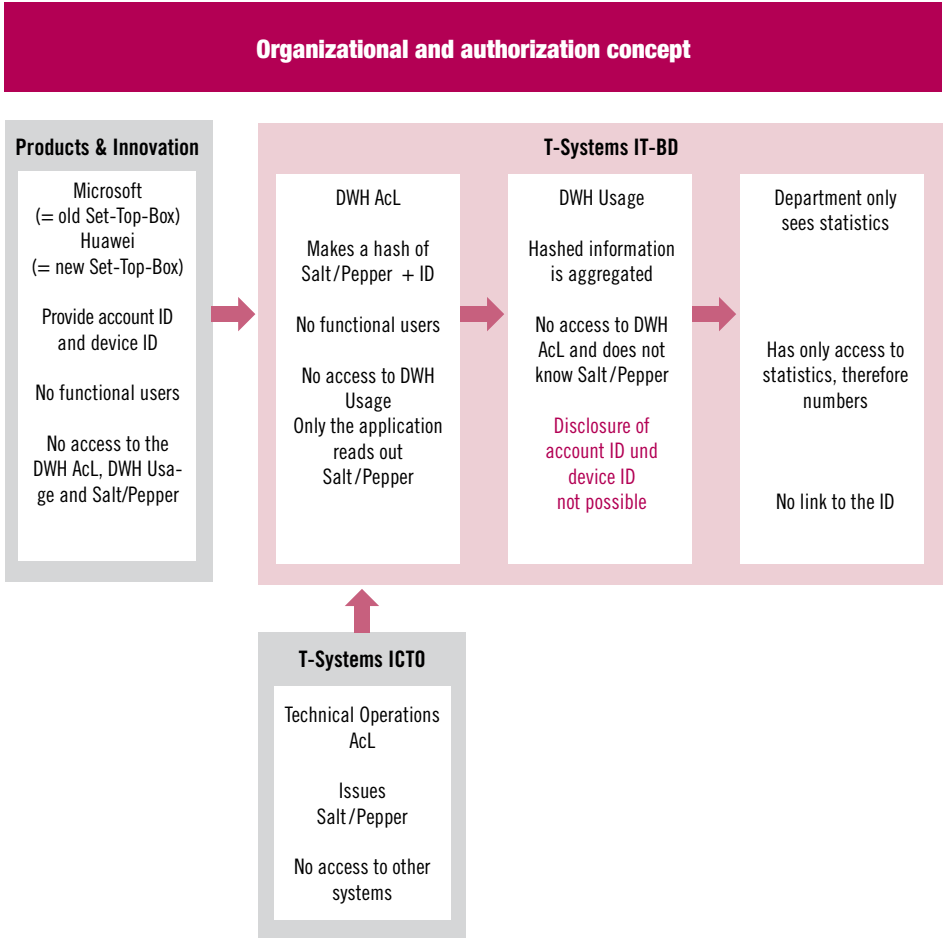 Organizational and authorization concept
Products & Innovation
Microsoft
(= old Set-Top-Box)
Huawei
(= new Set-Top-Box)
Provide account ID
and device ID
No functional users
No access to the
DWH AcL, DWH Usa-
ge and Salt/Pepper
T-Systems IT-BD
DWH AcL
Makes a hash of
Salt/Pepper + ID
No functional users
No access to DWH
Usage
Only the application
reads out
Salt/Pepper
DWH Usage
Hashed information
is aggregated
No access to DWH
AcL and does not
know Salt/Pepper
Disclosure of
account ID und
device ID
not possible
Department only
sees statistics
Has only access to
statistics, therefore
numbers
No link to the ID
T-Systems ICTO
Technical Operations
AcL
Issues
Salt/Pepper
No access to other
systems